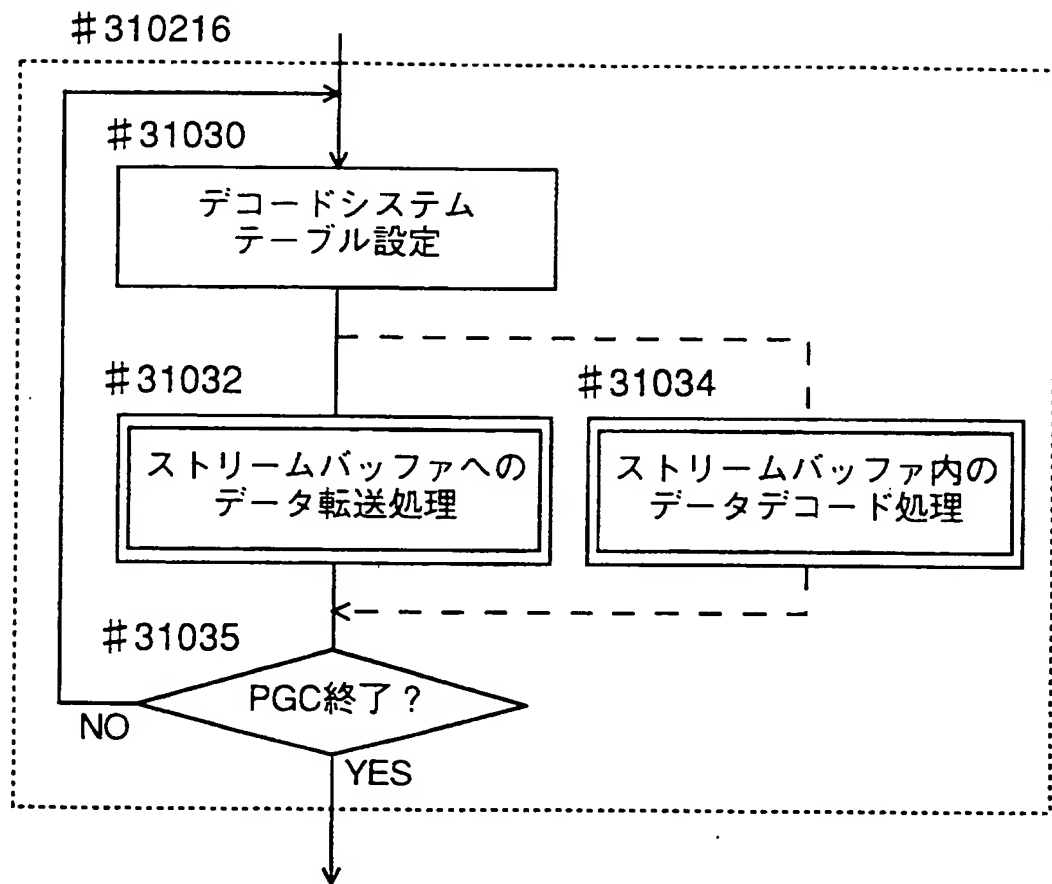 #310216
#31030
デコードシステム
テーブル設定
#31032
#31034
ストリームバッファへの
データ転送処理
ストリームバッファ内の
データデコード処理
#31035
PGC終了？
NO
YES